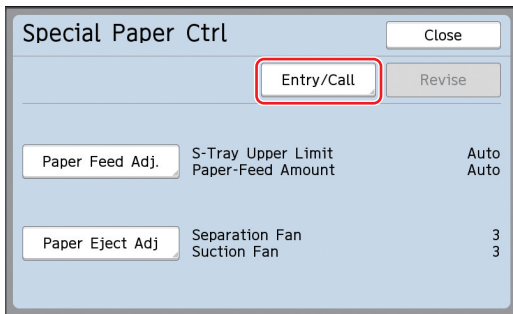 Special Paper Ctrl
Close
Entry/Call
Revise
Paper Feed Adj.
S-Tray Upper Limit Auto
Paper-Feed Amount Auto
Paper Eject Adj
Separation Fan 3
Suction Fan 3